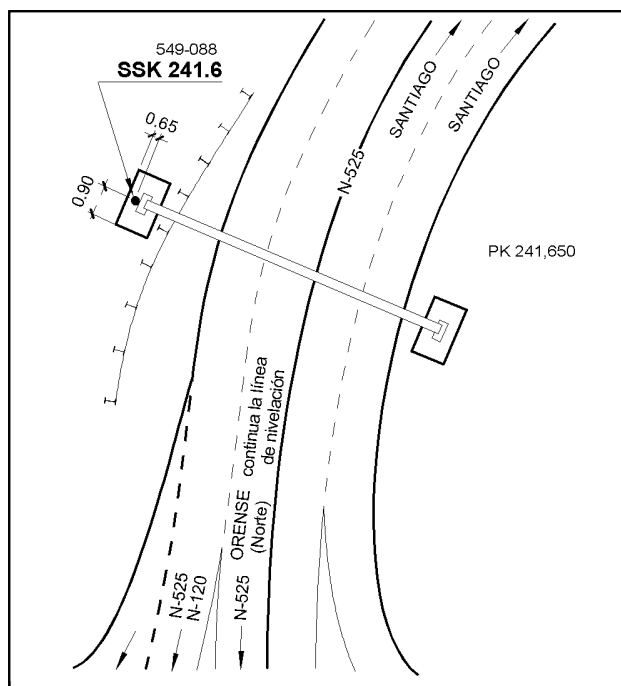 549-088
SSK 241.6
0.65
0.90
SANTIAGO
SANTIAGO
N-525
PK 241,650
continua la línea
de nivelación
ORENSE
(Norte)
N-525
N-120
N-525